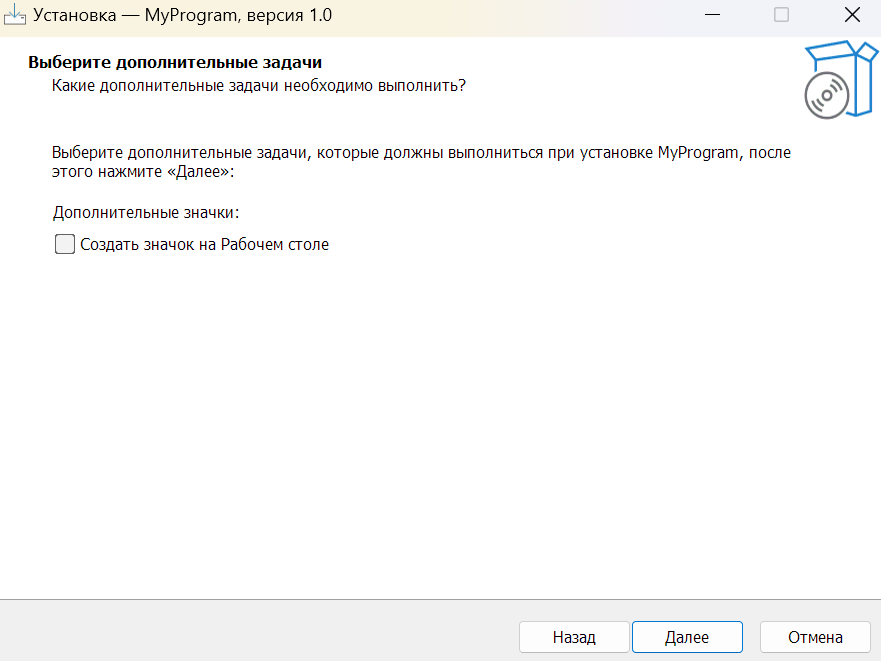 Установка — MyProgram, версия 1.0
Выберите дополнительные задачи
Какие дополнительные задачи необходимо выполнить?
Выберите дополнительные задачи, которые должны выполниться при установке MyProgram, после
этого нажмите «Далее»:
Дополнительные значки:
Создать значок на Рабочем столе
Назад
Далее
Отмена